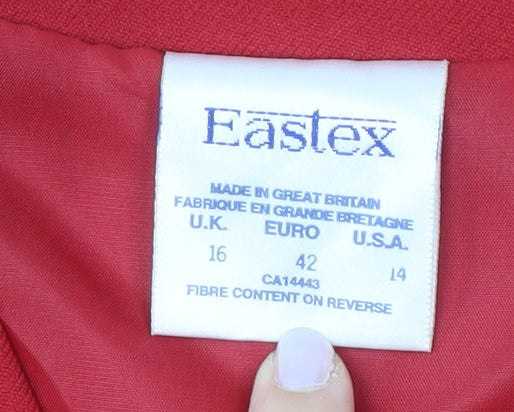 Eastex
MADE IN GREAT BRITAIN
FABRIQUE EN GRANDE BRETAGNE
U.K. EURO U.S.A.
16 42 14
CA14443
FIBRE CONTENT ON REVERSE